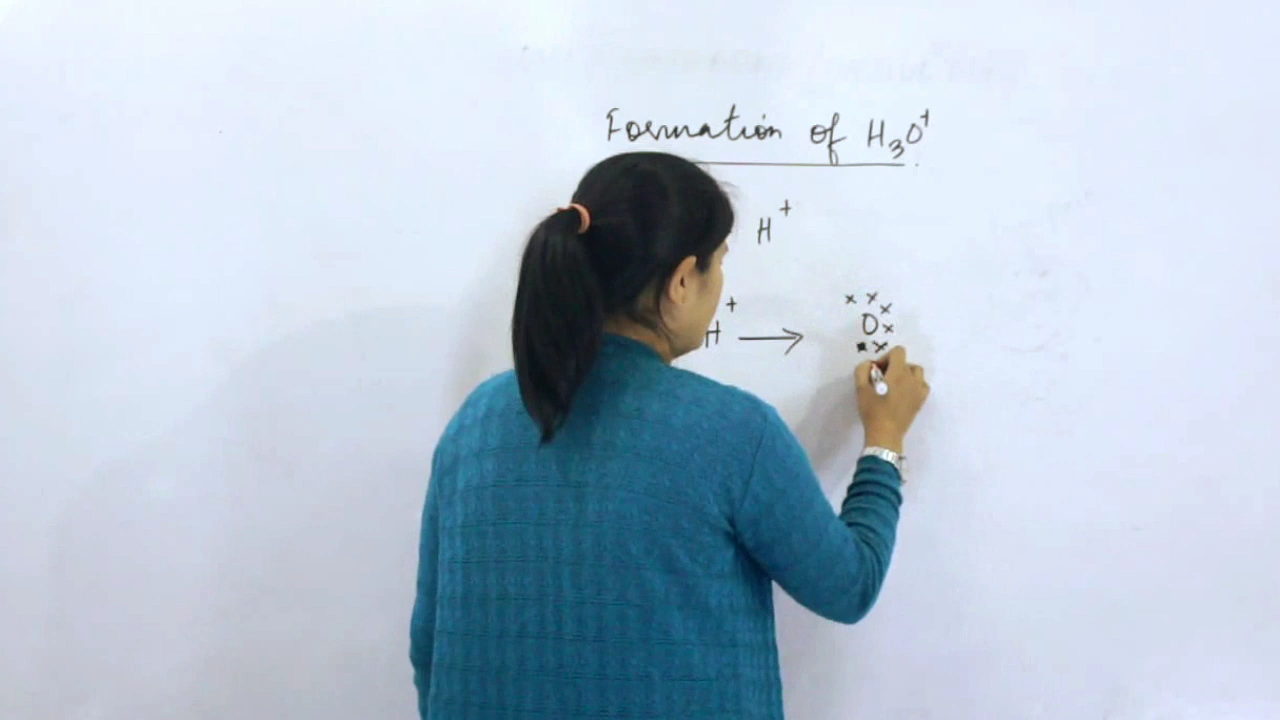 Formation of H₃O⁺
H⁺
H⁺ ⟶ × × × O × × ×